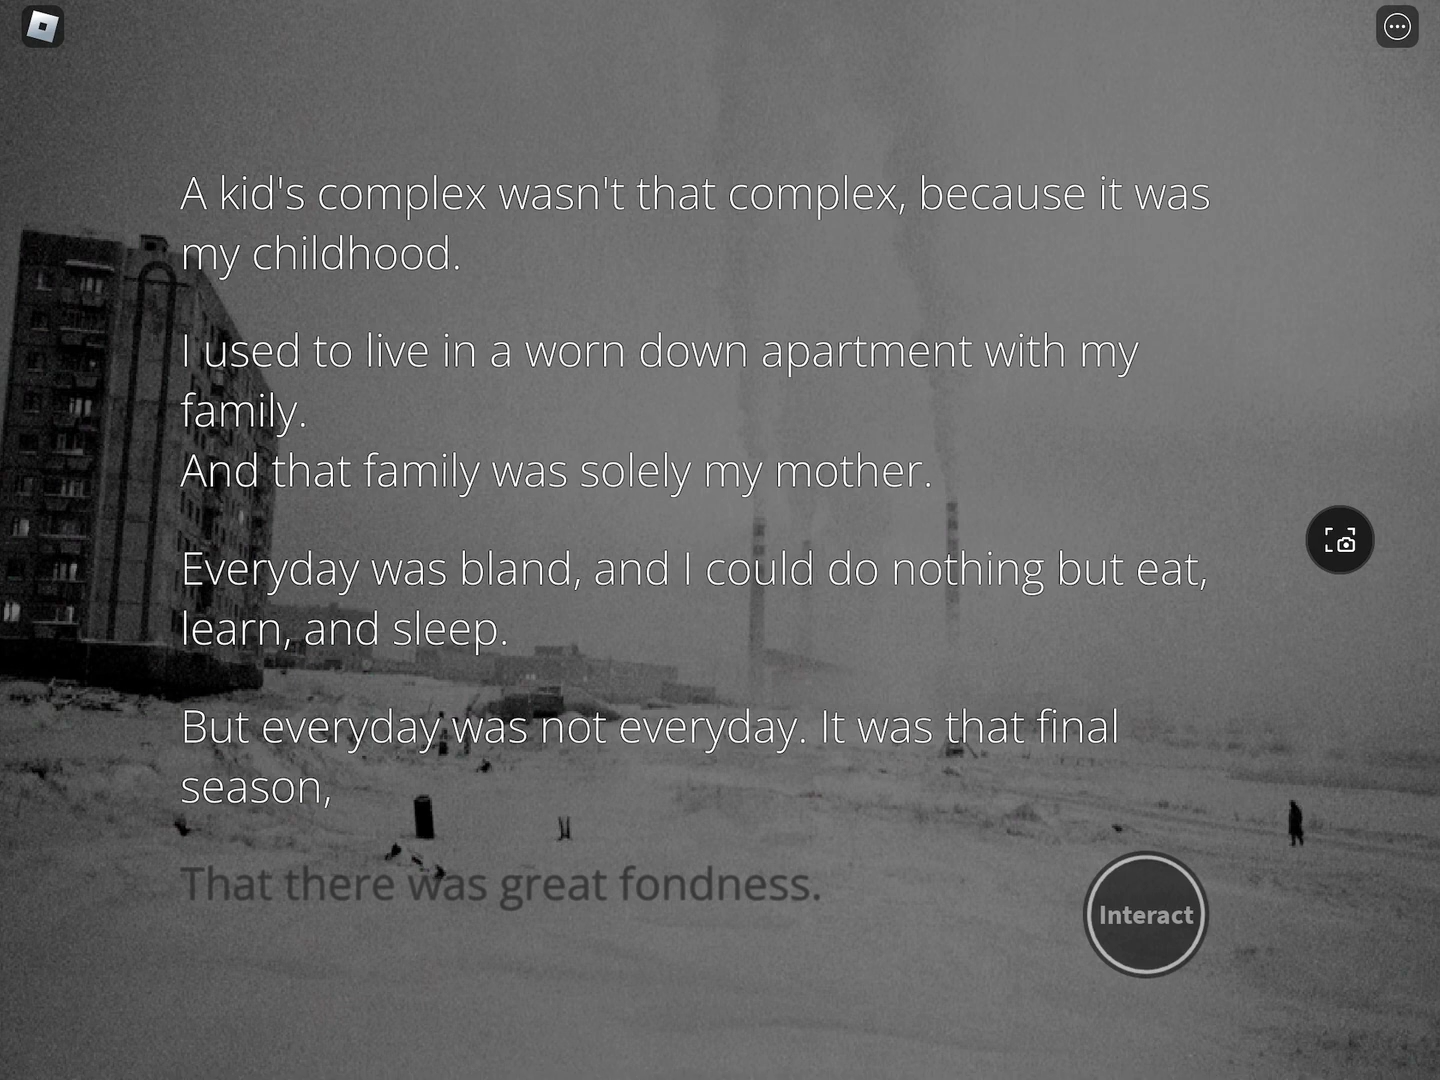 A kid's complex wasn't that complex, because it was
my childhood.
I used to live in a worn down apartment with my
family.
And that family was solely my mother.
Everyday was bland, and I could do nothing but eat,
learn, and sleep.
But everyday was not everyday. It was that final
season,
That there was great fondness.
Interact